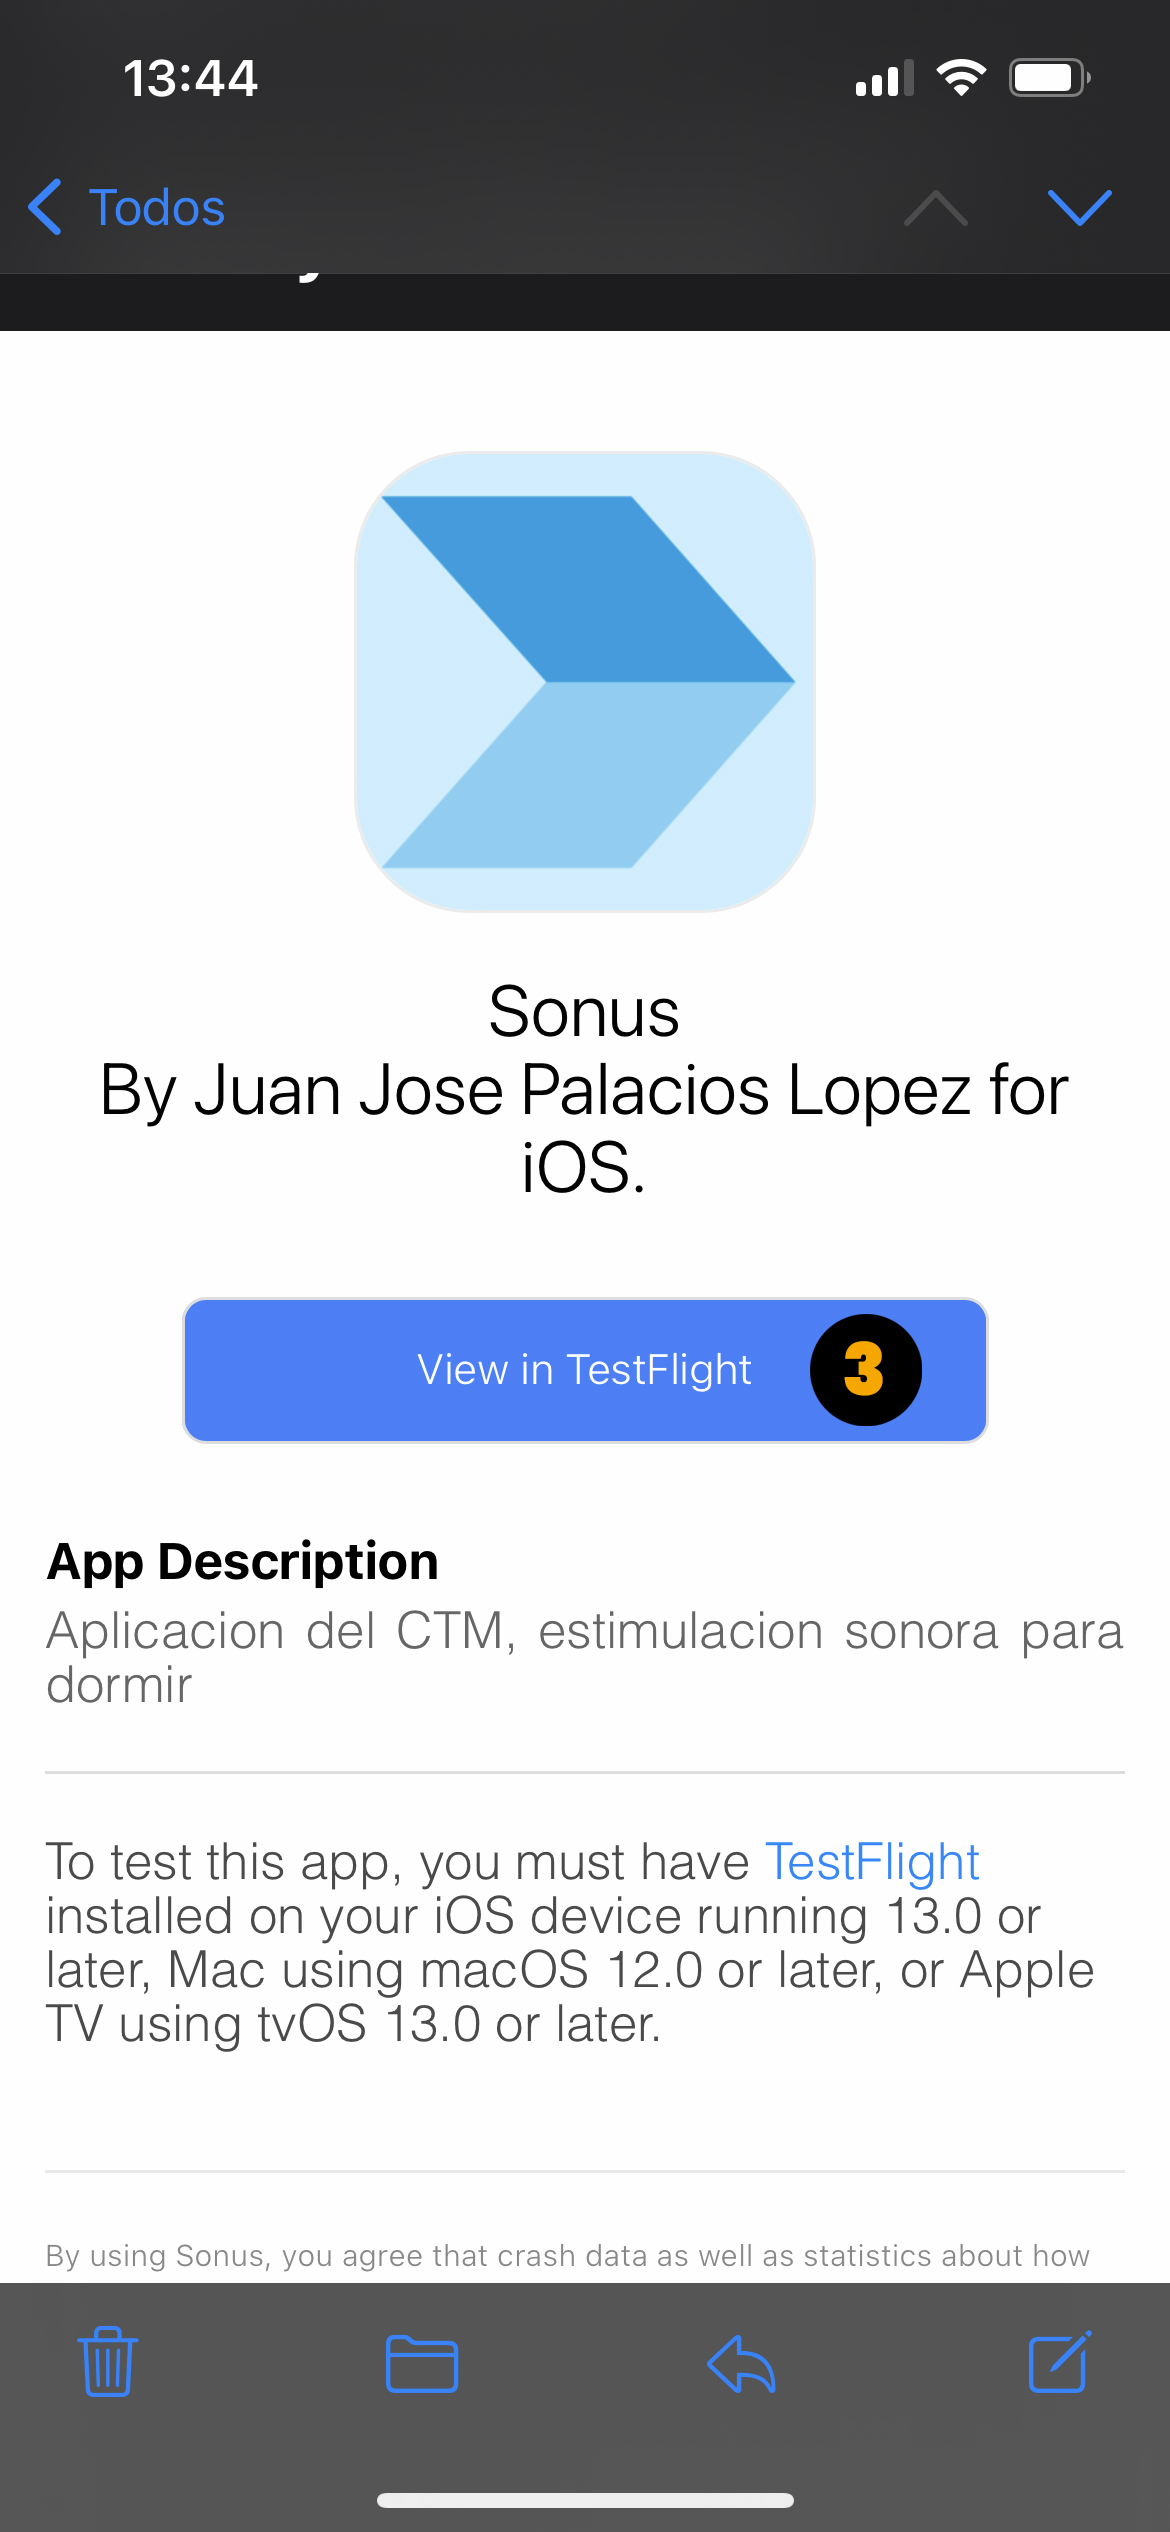 13:44
Todos
Sonus
By Juan Jose Palacios Lopez for
iOS.
View in TestFlight
3
App Description
Aplicacion del CTM, estimulacion sonora para
dormir
To test this app, you must have TestFlight
installed on your iOS device running 13.0 or
later, Mac using macOS 12.0 or later, or Apple
TV using tvOS 13.0 or later.
By using Sonus, you agree that crash data as well as statistics about how